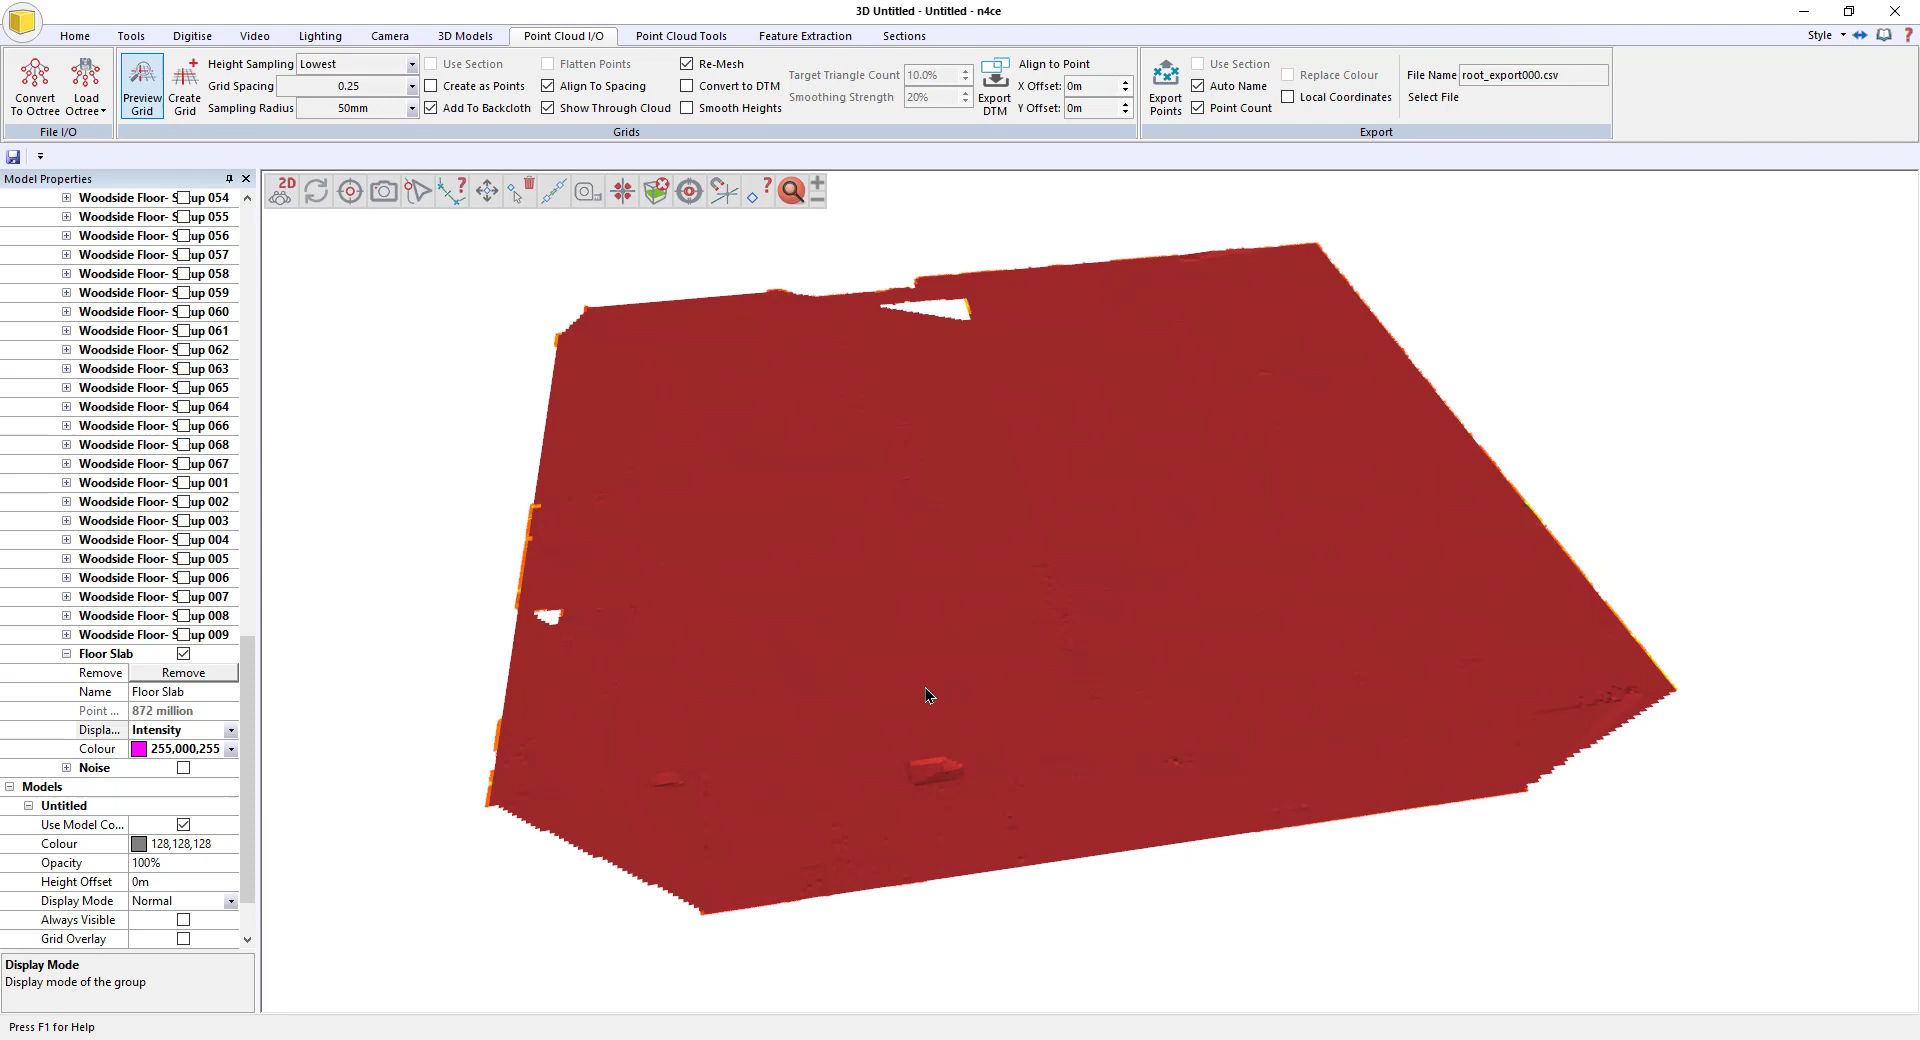 3D Untitled - Untitled - n4ce
Home Tools Digitise Video Lighting Camera 3D Models Point Cloud I/O Point Cloud Tools Feature Extraction Sections Style
Convert To Octree
Load Octree
File I/O
Preview Grid
Create Grid
Height Sampling Lowest
Grid Spacing 0.25
Sampling Radius 50mm
Use Section
Create as Points
Add To Backcloth
Flatten Points
Align To Spacing
Show Through Cloud
Re-Mesh
Convert to DTM
Smooth Heights
Target Triangle Count 10.0%
Smoothing Strength 20%
Export DTM
Align to Point
X Offset: 0m
Y Offset: 0m
Grids
Export Points
Use Section
Auto Name
Point Count
Replace Colour
Local Coordinates
File Name root_export000.csv
Select File
Export
Model Properties
2D
Woodside Floor- S up 054
Woodside Floor- S up 055
Woodside Floor- S up 056
Woodside Floor- S up 057
Woodside Floor- S up 058
Woodside Floor- S up 059
Woodside Floor- S up 060
Woodside Floor- S up 061
Woodside Floor- S up 062
Woodside Floor- S up 063
Woodside Floor- S up 065
Woodside Floor- S up 064
Woodside Floor- S up 066
Woodside Floor- S up 068
Woodside Floor- S up 067
Woodside Floor- S up 001
Woodside Floor- S up 002
Woodside Floor- S up 003
Woodside Floor- S up 004
Woodside Floor- S up 005
Woodside Floor- S up 006
Woodside Floor- S up 007
Woodside Floor- S up 008
Woodside Floor- S up 009
Floor Slab
Remove Remove
Name Floor Slab
Point ... 872 million
Displa... Intensity
Colour 255,000,255
Noise
Models
Untitled
Use Model Co...
Colour 128,128,128
Opacity 100%
Height Offset 0m
Display Mode Normal
Always Visible
Grid Overlay
Display Mode
Display mode of the group
Press F1 for Help